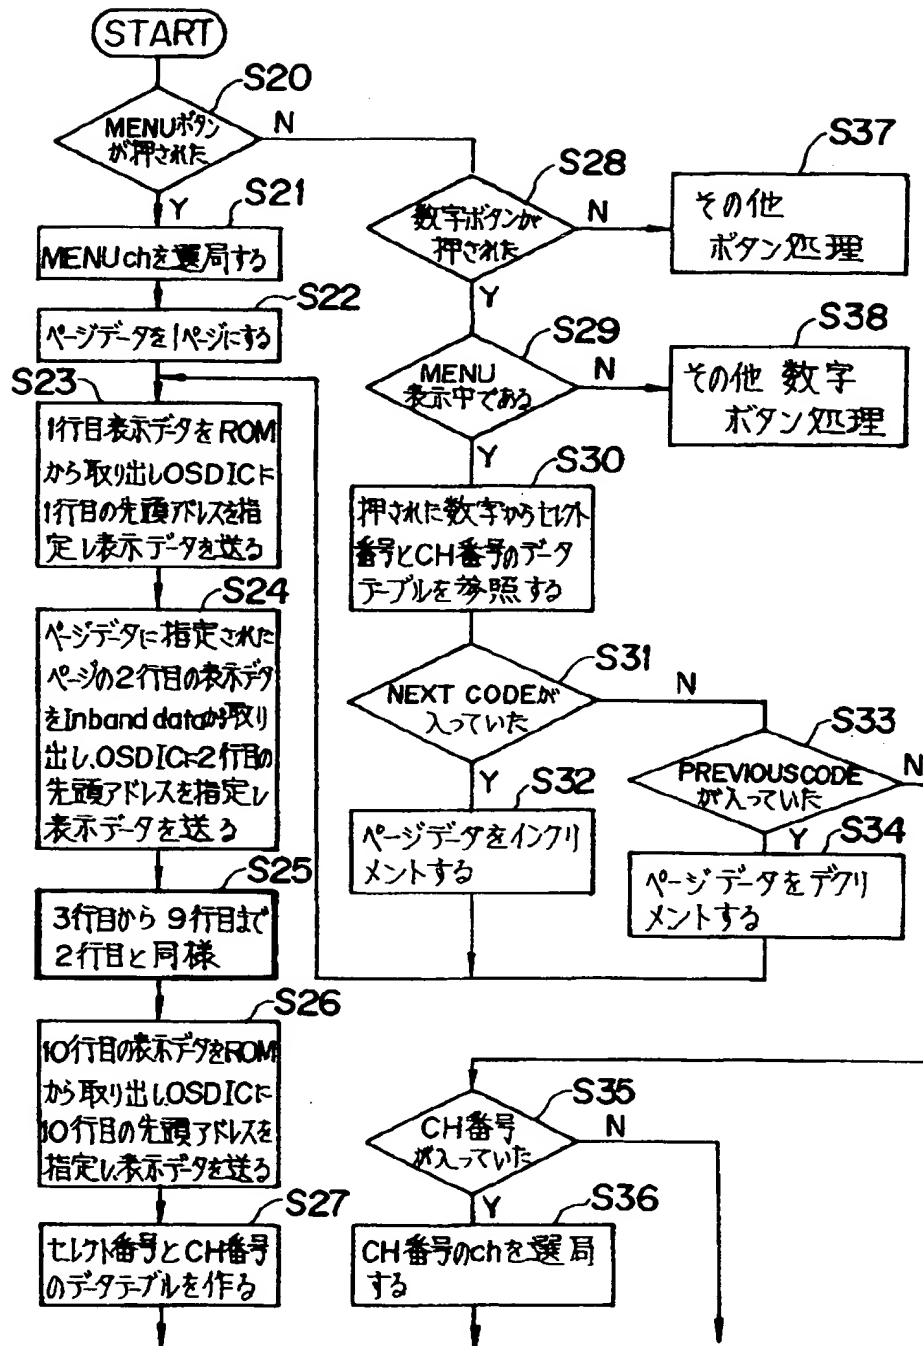 START
S20
MENUボタン
が押された
N
Y
S21
MENU chを選局する
S22
ページデータを1ページにする
S23
1行目表示データをROM
から取り出しOSDICに
1行目の先頭アドレスを指
定し表示データを送る
S24
ページデータに指定された
ページの2行目の表示データ
をInband dataから取り
出し、OSDICに2行目の
先頭アドレスを指定し
表示データを送る
S25
3行目から9行目まで
2行目と同様
S26
10行目の表示データをROM
から取り出し、OSDICに
10行目の先頭アドレスを
指定し、表示データを送る
S27
セレクト番号とCH番号
のデータテーブルを作る
S28
数字ボタンが
押された
N
Y
S37
その他
ボタン処理
S29
MENU
表示中である
N
Y
S38
その他 数字
ボタン処理
S30
押された数字からセレクト
番号とCH番号のデータ
テーブルを参照する
S31
NEXT CODEが
入っていた
N
Y
S32
ページデータをインクリ
メントする
S33
PREVIOUS CODE
が入っていた
N
Y
S34
ページデータをデクリ
メントする
S35
CH番号
が入っていた
N
Y
S36
CH番号のchを選局
する